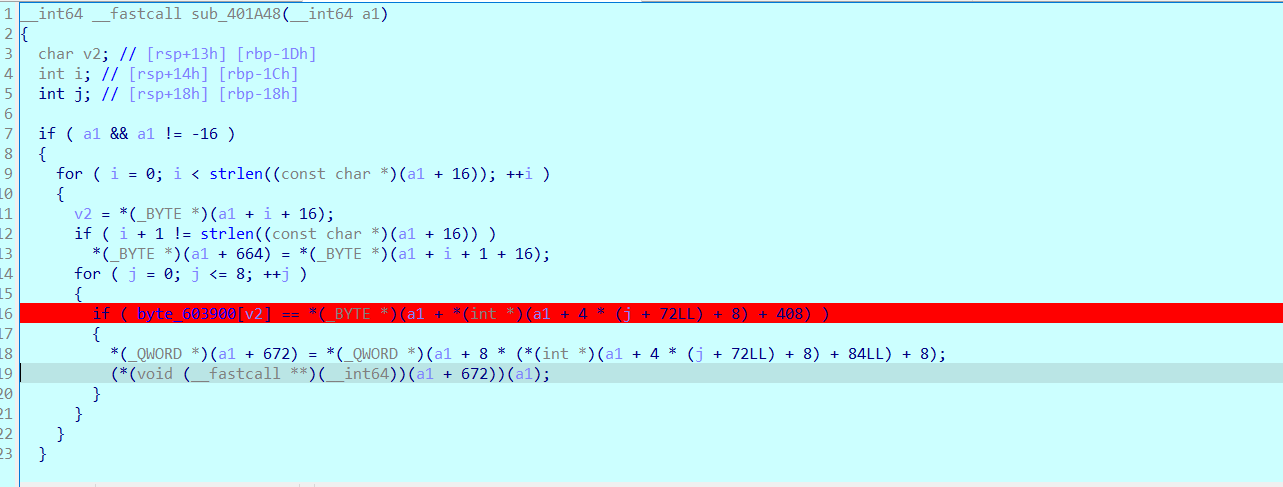 1 __int64 __fastcall sub_401A48(__int64 a1)
2 {
3 char v2; // [rsp+13h] [rbp-1Dh]
4 int i; // [rsp+14h] [rbp-1Ch]
5 int j; // [rsp+18h] [rbp-18h]
6
7 if ( a1 && a1 != -16 )
8 {
9 for ( i = 0; i < strlen((const char *)(a1 + 16)); ++i )
10 {
11 v2 = *(_BYTE *)(a1 + i + 16);
12 if ( i + 1 != strlen((const char *)(a1 + 16)) )
13 *(_BYTE *)(a1 + 664) = *(_BYTE *)(a1 + i + 1 + 16);
14 for ( j = 0; j <= 8; ++j )
15 {
16 if ( byte_603900[v2] == *(_BYTE *)(a1 + *(int *)(a1 + 4 * (j + 72LL) + 8) + 408) )
17 {
18 *(_QWORD *)(a1 + 672) = *(_QWORD *)(a1 + 8 * (*(int *)(a1 + 4 * (j + 72LL) + 8) + 84LL) + 8);
19 (*(void (__fastcall **)(__int64))(a1 + 672))(a1);
20 }
21 }
22 }
23 }